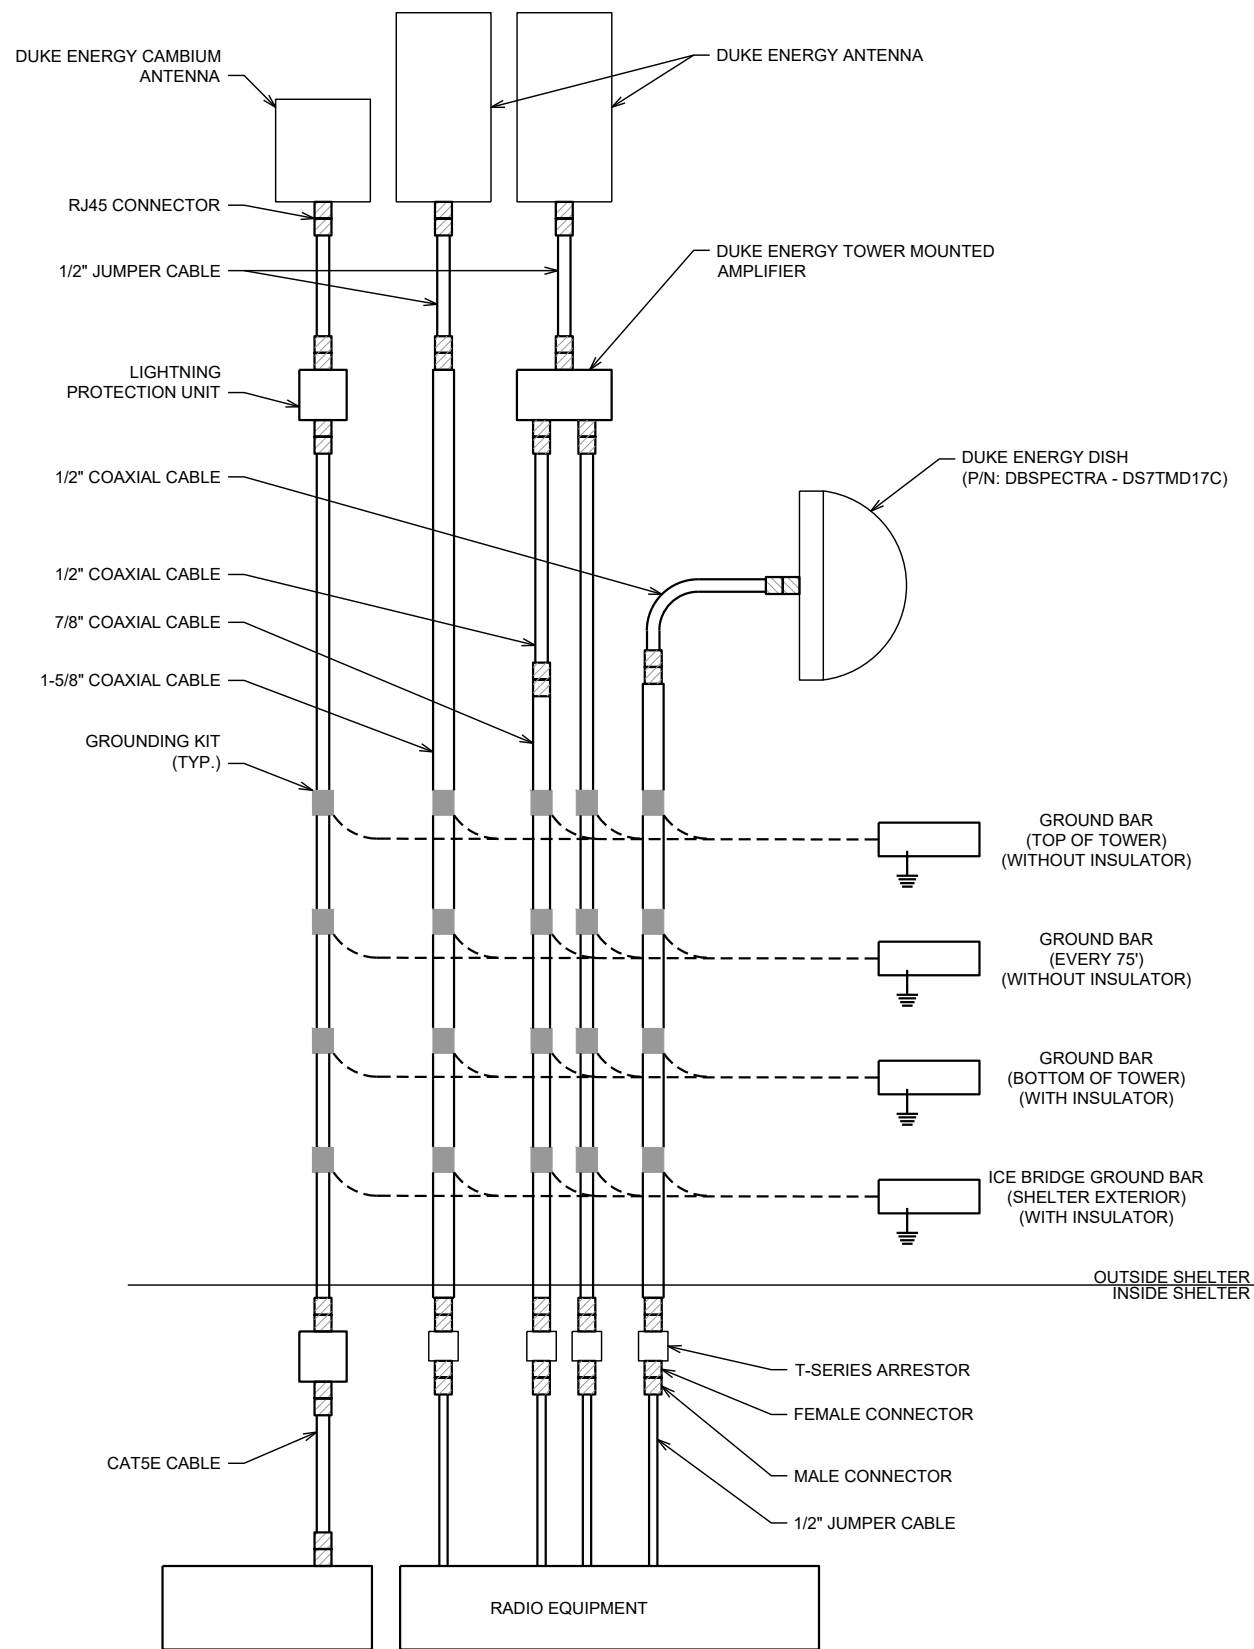 DUKE ENERGY CAMBIUM
ANTENNA
DUKE ENERGY ANTENNA
RJ45 CONNECTOR
1/2" JUMPER CABLE
DUKE ENERGY TOWER MOUNTED
AMPLIFIER
LIGHTNING
PROTECTION UNIT
1/2" COAXIAL CABLE
DUKE ENERGY DISH
(P/N: DBSPECTRA - DS7TMD17C)
1/2" COAXIAL CABLE
7/8" COAXIAL CABLE
1-5/8" COAXIAL CABLE
GROUNDING KIT
(TYP.)
GROUND BAR
(TOP OF TOWER)
(WITHOUT INSULATOR)
GROUND BAR
(EVERY 75')
(WITHOUT INSULATOR)
GROUND BAR
(BOTTOM OF TOWER)
(WITH INSULATOR)
ICE BRIDGE GROUND BAR
(SHELTER EXTERIOR)
(WITH INSULATOR)
OUTSIDE SHELTER
INSIDE SHELTER
T-SERIES ARRESTOR
FEMALE CONNECTOR
CAT5E CABLE
MALE CONNECTOR
1/2" JUMPER CABLE
RADIO EQUIPMENT